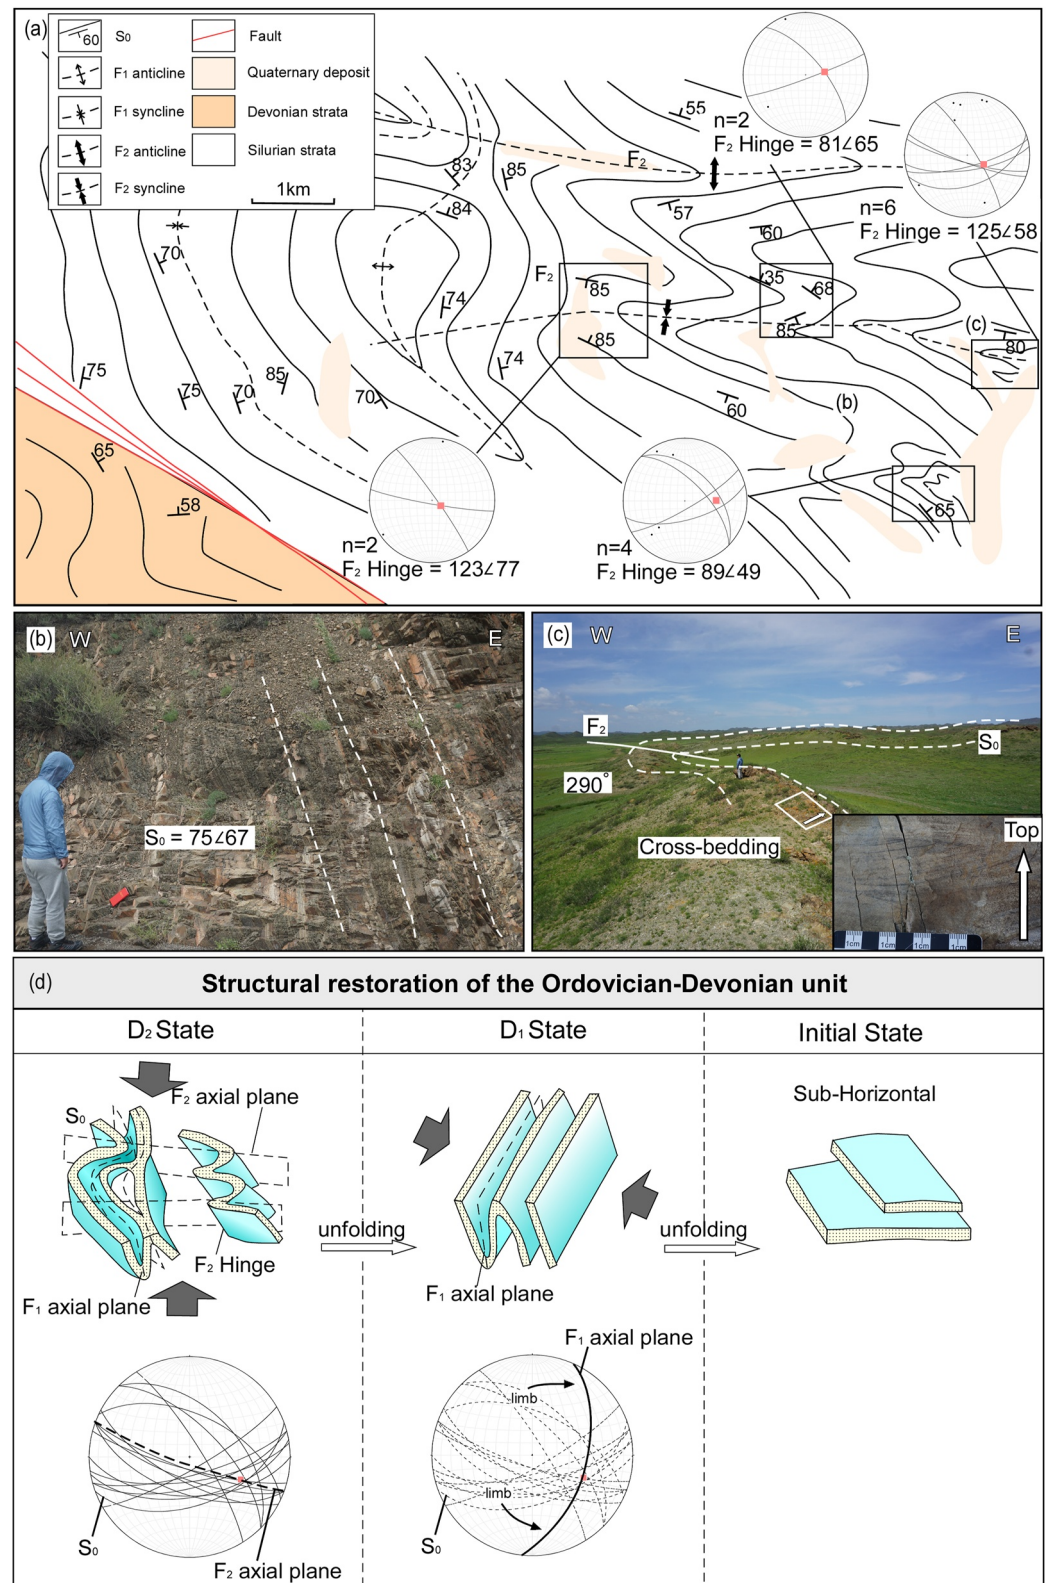 (a)
60
S₀
Fault
F₁ anticline
Quaternary deposit
F₁ syncline
Devonian strata
F₂ anticline
Silurian strata
F₂ syncline
1km
55
n=2
F₂ Hinge = 81∠65
n=6
F₂ Hinge = 125∠58
F₂
83
85
84
57
60
70
74
F₂
85
35
68
85
85
(c)
80
75
75
70
85
70
74
60
(b)
65
58
65
n=2
F₂ Hinge = 123∠77
n=4
F₂ Hinge = 89∠49
(b)
W
E
S₀ = 75∠67
(c)
W
E
F₂
S₀
290°
Cross-bedding
Top
1cm
1cm
1cm
1cm
(d)
Structural restoration of the Ordovician-Devonian unit
D₂ State
D₁ State
Initial State
F₂ axial plane
S₀
Sub-Horizontal
unfolding
unfolding
F₂ Hinge
F₁ axial plane
F₁ axial plane
F₁ axial plane
limb
limb
S₀
S₀
F₂ axial plane